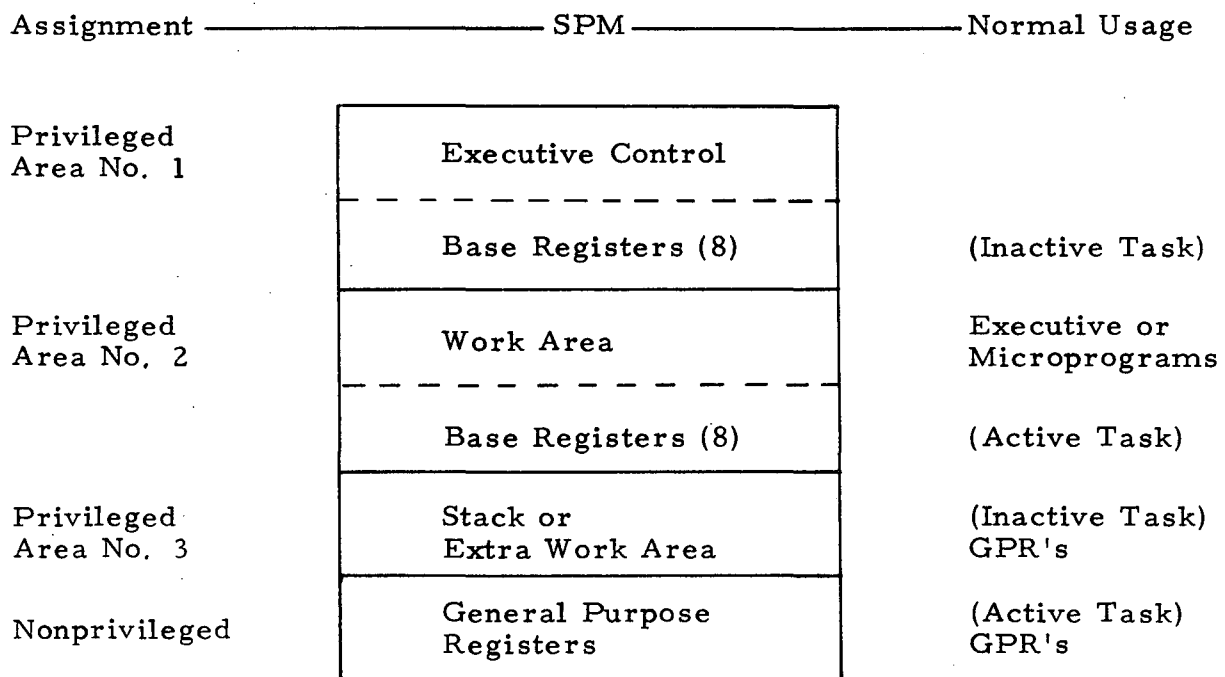 Assignment SPM Normal Usage
Privileged
Area No. 1
Executive Control
Base Registers (8) (Inactive Task)
Privileged
Area No. 2
Work Area
Executive or
Microprograms
Base Registers (8) (Active Task)
Privileged
Area No. 3
Stack or
Extra Work Area
(Inactive Task)
GPR's
Nonprivileged
General Purpose
Registers
(Active Task)
GPR's